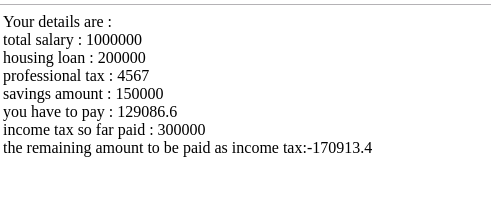 Your details are :
total salary : 1000000
housing loan : 200000
professional tax : 4567
savings amount : 150000
you have to pay : 129086.6
income tax so far paid : 300000
the remaining amount to be paid as income tax:-170913.4